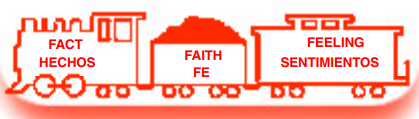 FACT
HECHOS
FAITH
FE
FEELING
SENTIMIENTOS